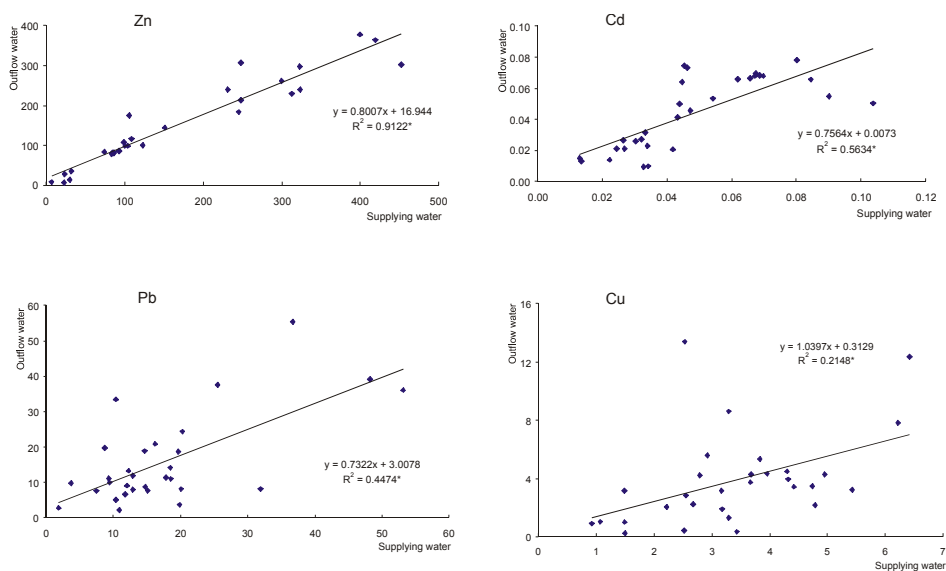 Zn
Outflow water
400
300
200
100
0
0 100 200 300 400 500
Supplying water
y = 0.8007x + 16.944
R² = 0.9122*
Cd
Outflow water
0.10
0.08
0.06
0.04
0.02
0.00
0.00 0.02 0.04 0.06 0.08 0.10 0.12
Supplying water
y = 0.7564x + 0.0073
R² = 0.5634*
Pb
Outflow water
60
50
40
30
20
10
0
0 10 20 30 40 50 60
Supplying water
y = 0.7322x + 3.0078
R² = 0.4474*
Cu
Outflow water
16
12
8
4
0
0 1 2 3 4 5 6 7
Supplying water
y = 1.0397x + 0.3129
R² = 0.2148*